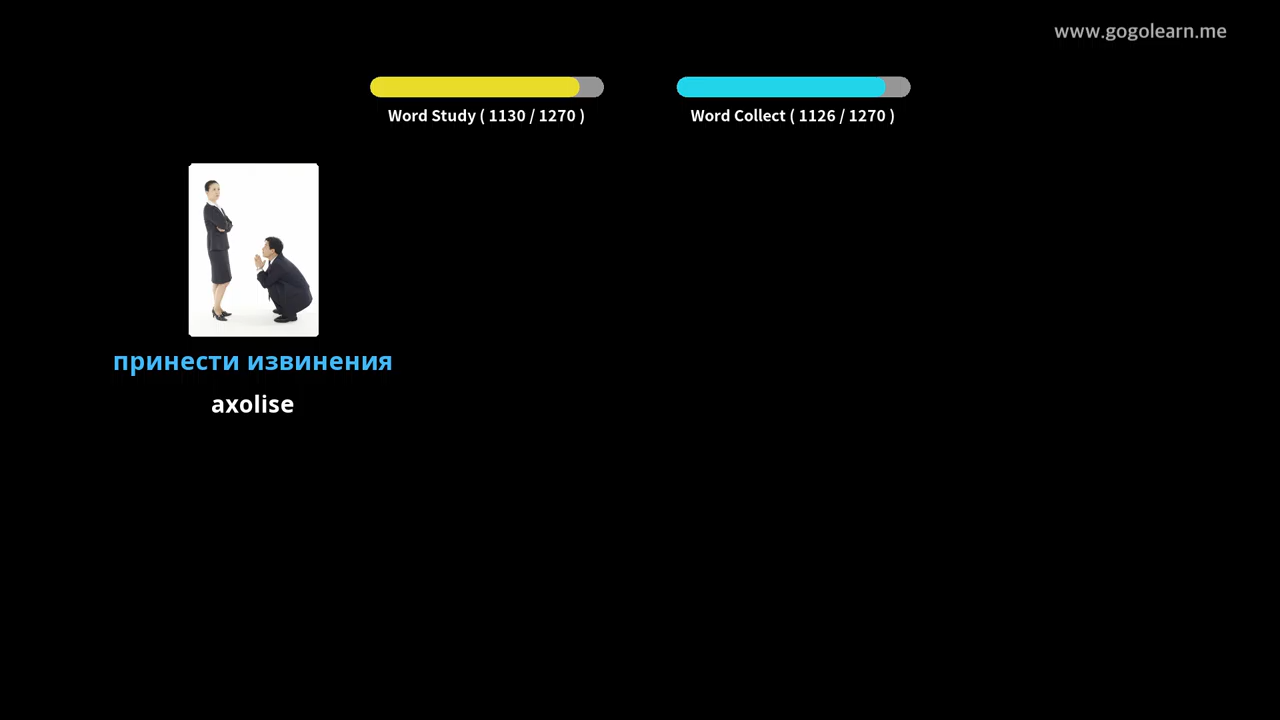 www.gogolearn.me
Word Study ( 1130 / 1270 )
Word Collect ( 1126 / 1270 )
принести извинения
axolise